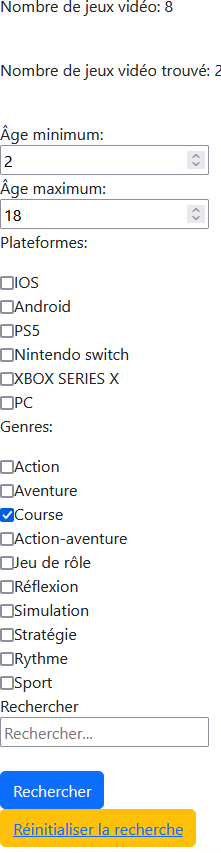 Nombre de jeux vidéo: 8
Nombre de jeux vidéo trouvé: 2
Âge minimum:
2
Âge maximum:
18
Plateformes:
IOS
Android
PS5
Nintendo switch
XBOX SERIES X
PC
Genres:
Action
Aventure
Course
Action-aventure
Jeu de rôle
Réflexion
Simulation
Stratégie
Rythme
Sport
Rechercher
Rechercher...
Rechercher
Réinitialiser la recherche